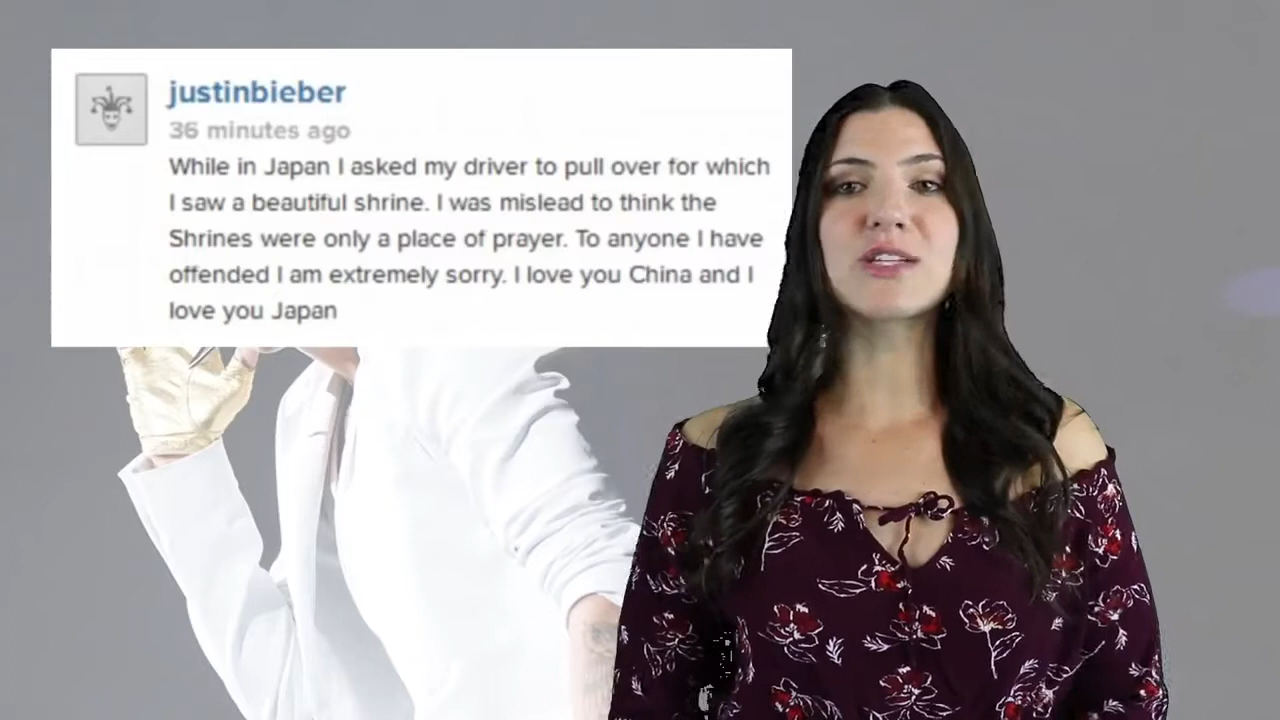 justinbieber
36 minutes ago
While in Japan I asked my driver to pull over for which
I saw a beautiful shrine. I was mislead to think the
Shrines were only a place of prayer. To anyone I have
offended I am extremely sorry. I love you China and I
love you Japan